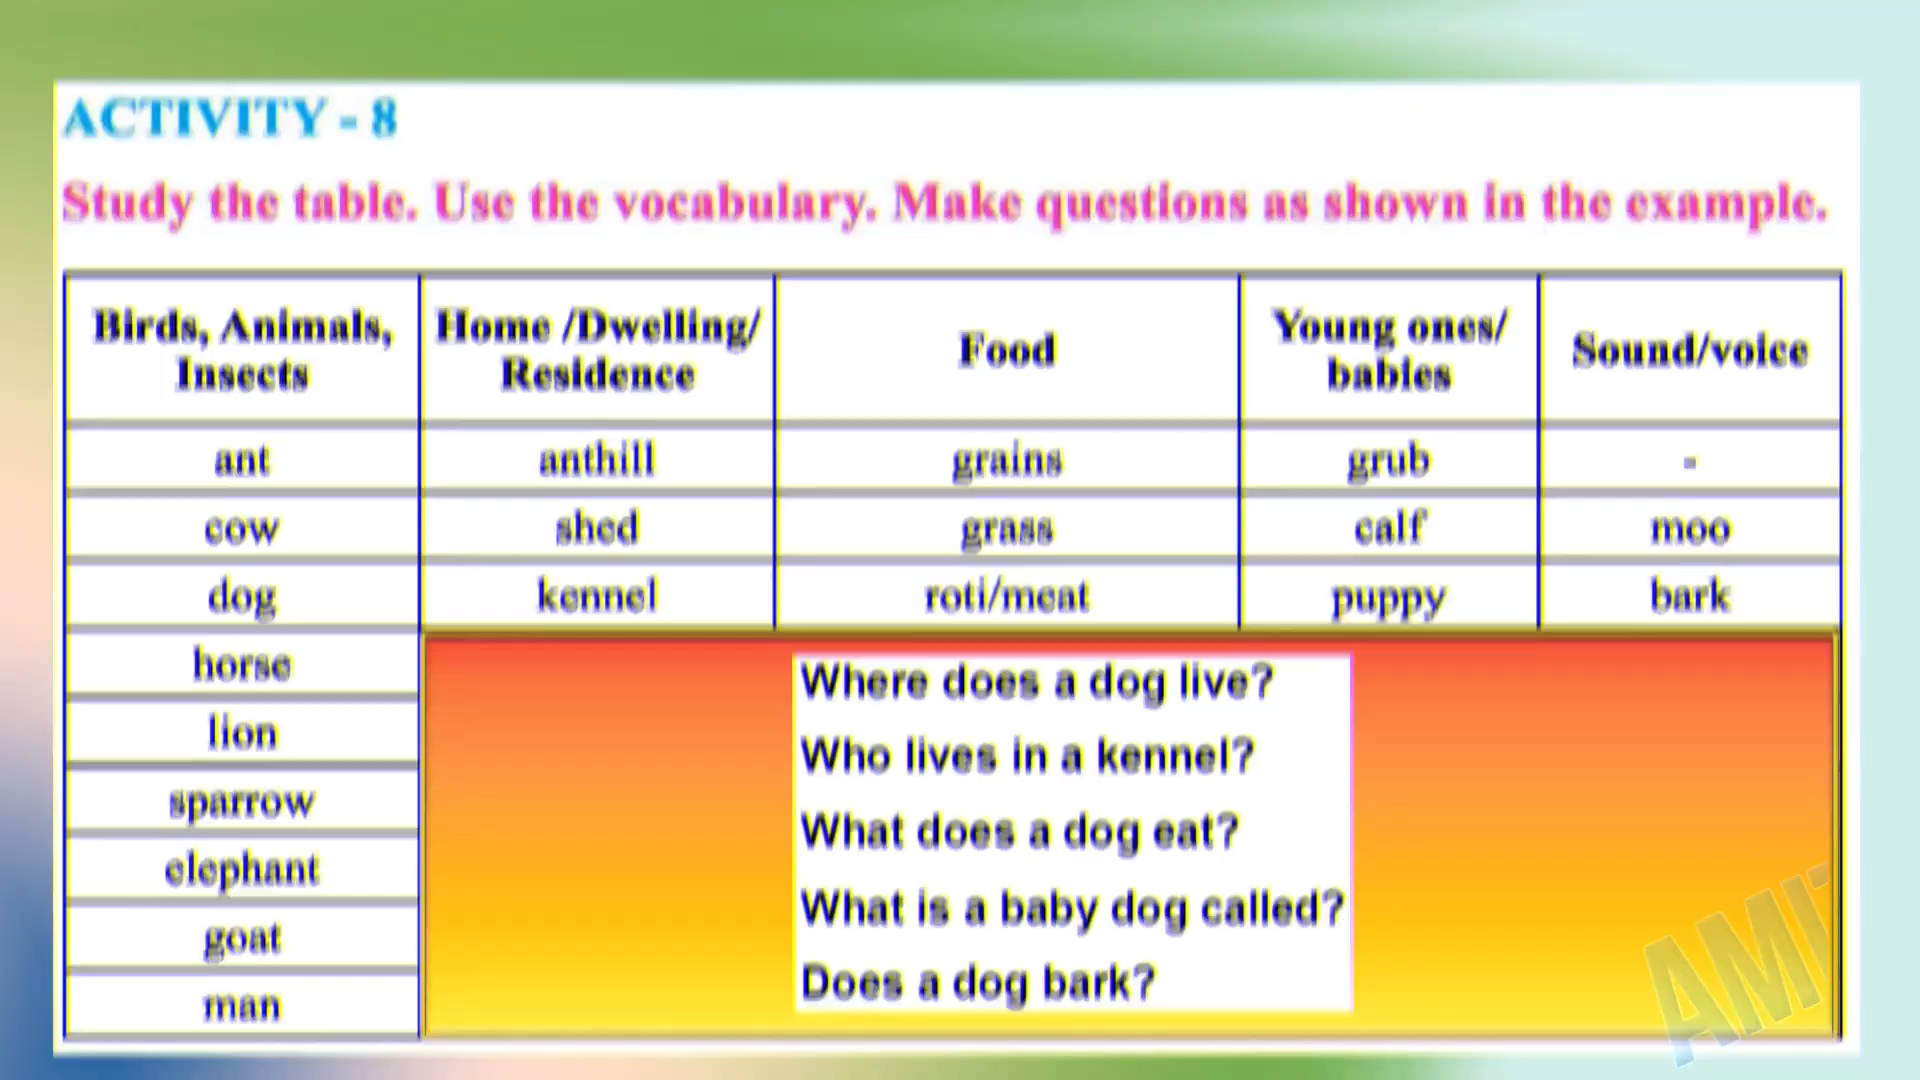 ACTIVITY - 8
Study the table. Use the vocabulary. Make questions as shown in the example.
Birds, Animals, Insects Home /Dwelling/ Residence Food Young ones/ babies Sound/voice
ant anthill grains grub -
cow shed grass calf moo
dog kennel roti/meat puppy bark
horse
lion
sparrow
elephant
goat
man
Where does a dog live?
Who lives in a kennel?
What does a dog eat?
What is a baby dog called?
Does a dog bark?